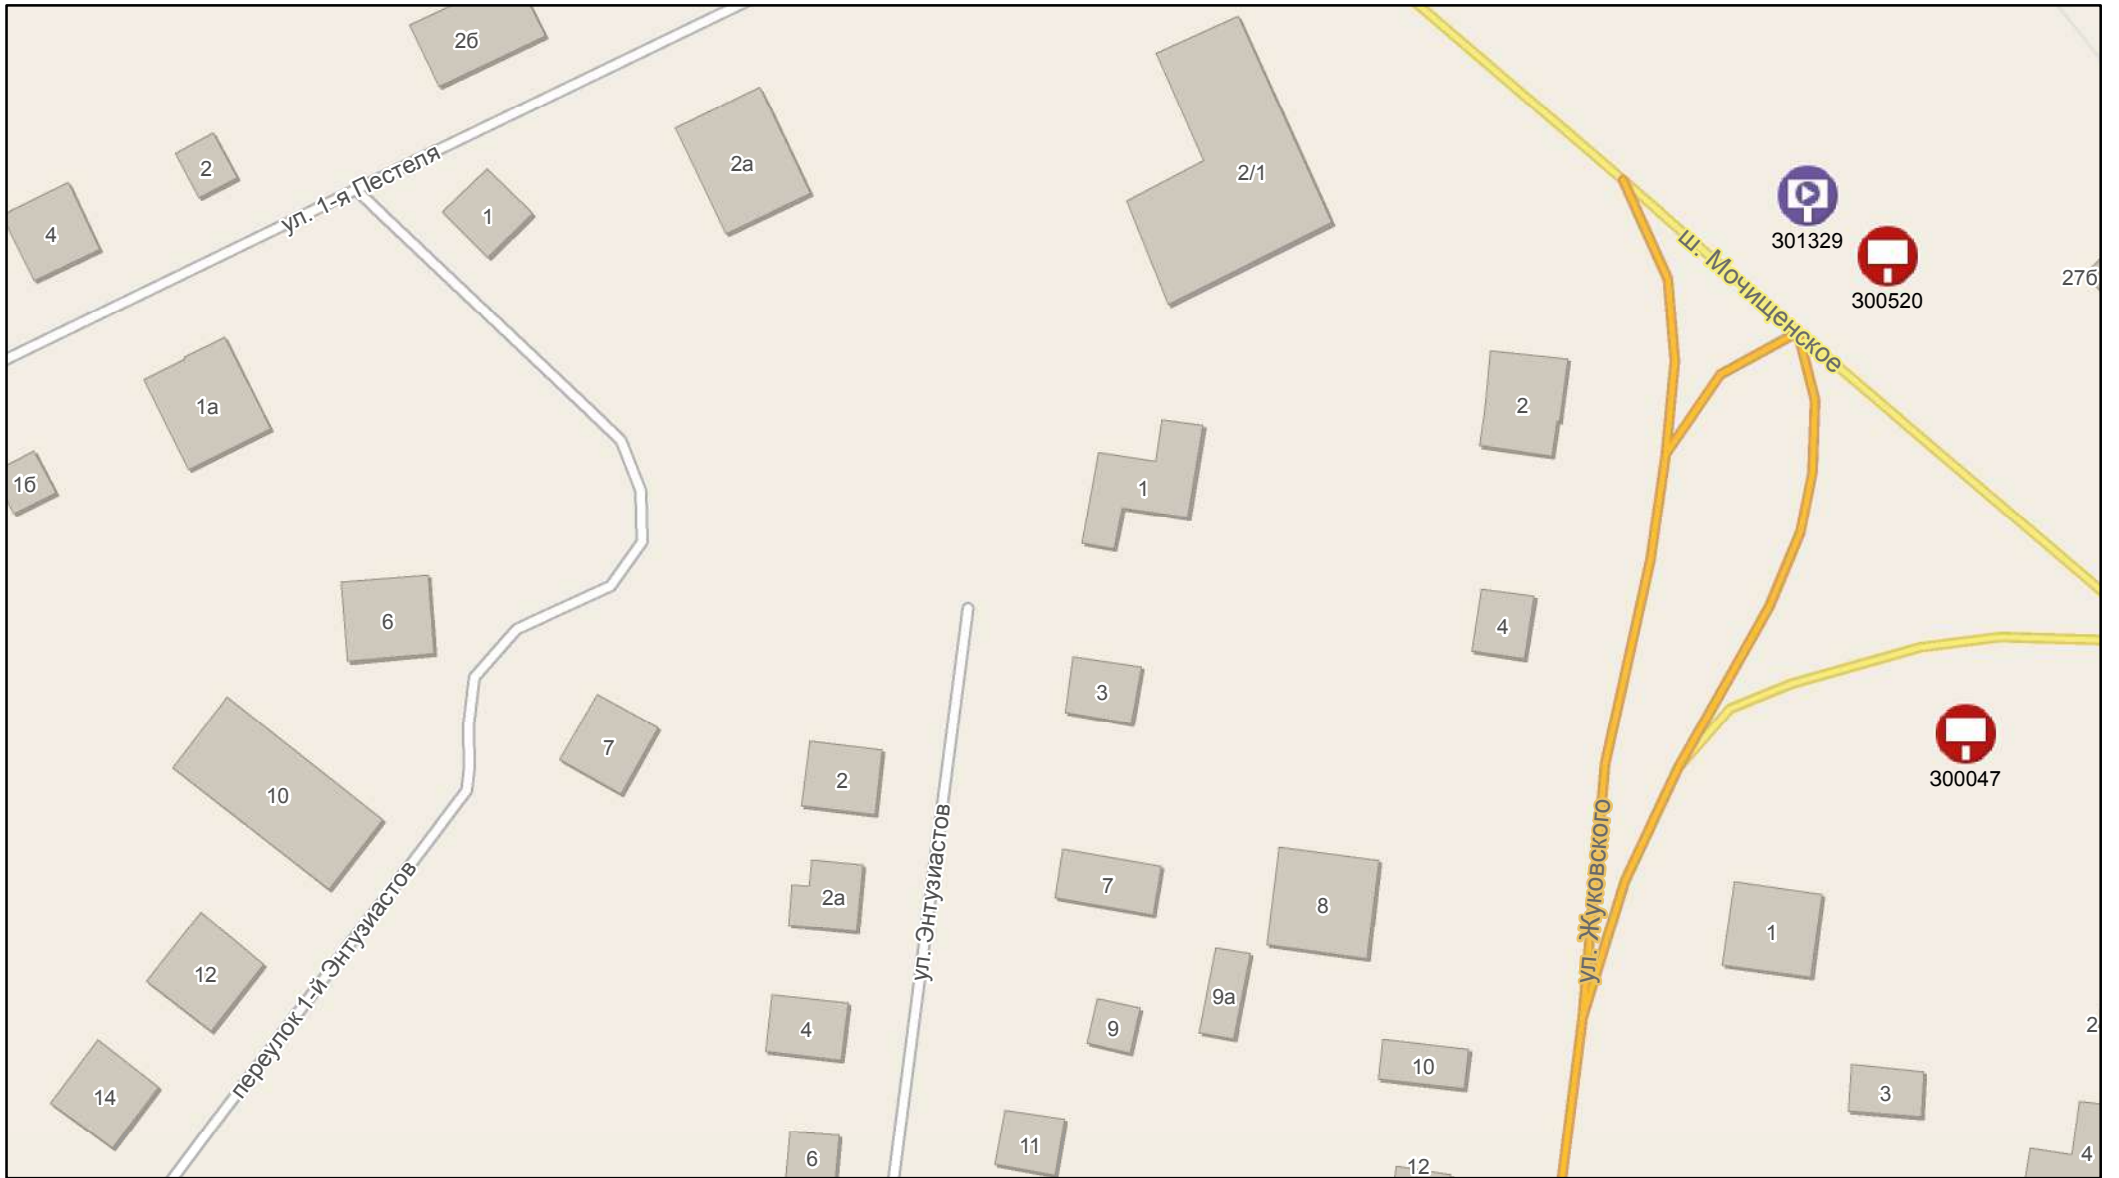 2б
2
ул. 1-я Пестеля
4
1
2а
2/1
301329
300520
ш. Мочищенское
27б
1а
1б
2
1
6
4
3
7
2
10
300047
ул. Жуковского
ул. Энтузиастов
2а
7
8
1
12
переулок 1-й Энтузиастов
4
9
9а
10
2
14
3
6
11
12
4